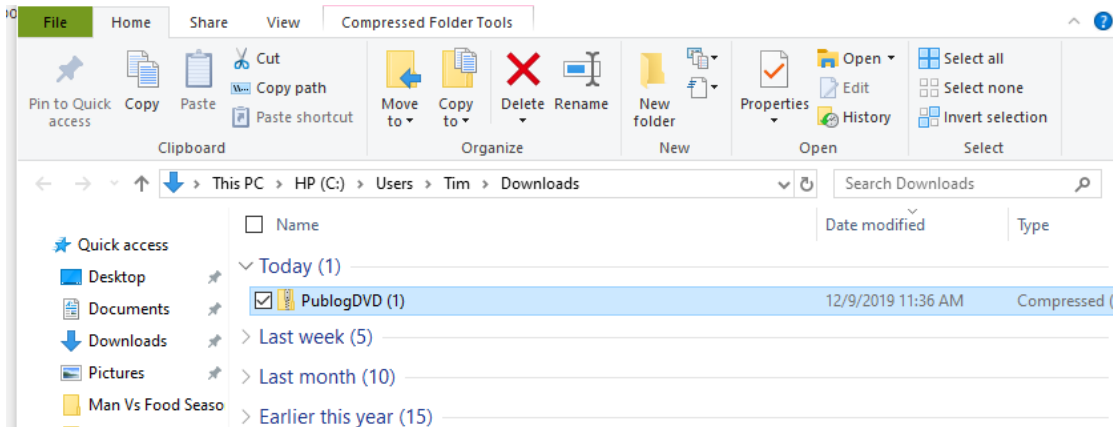 File Home Share View Compressed Folder Tools
Pin to Quick access
Copy
Paste
Cut
Copy path
Paste shortcut
Clipboard
Move to
Copy to
Delete
Rename
Organize
New folder
New
Properties
Open
Edit
History
Open
Select all
Select none
Invert selection
Select
This PC > HP (C:) > Users > Tim > Downloads
Search Downloads
Name Date modified Type
Quick access
Desktop
Documents
Downloads
Pictures
Man Vs Food Seaso
Today (1)
PublogDVD (1) 12/9/2019 11:36 AM Compressed (
Last week (5)
Last month (10)
Earlier this year (15)